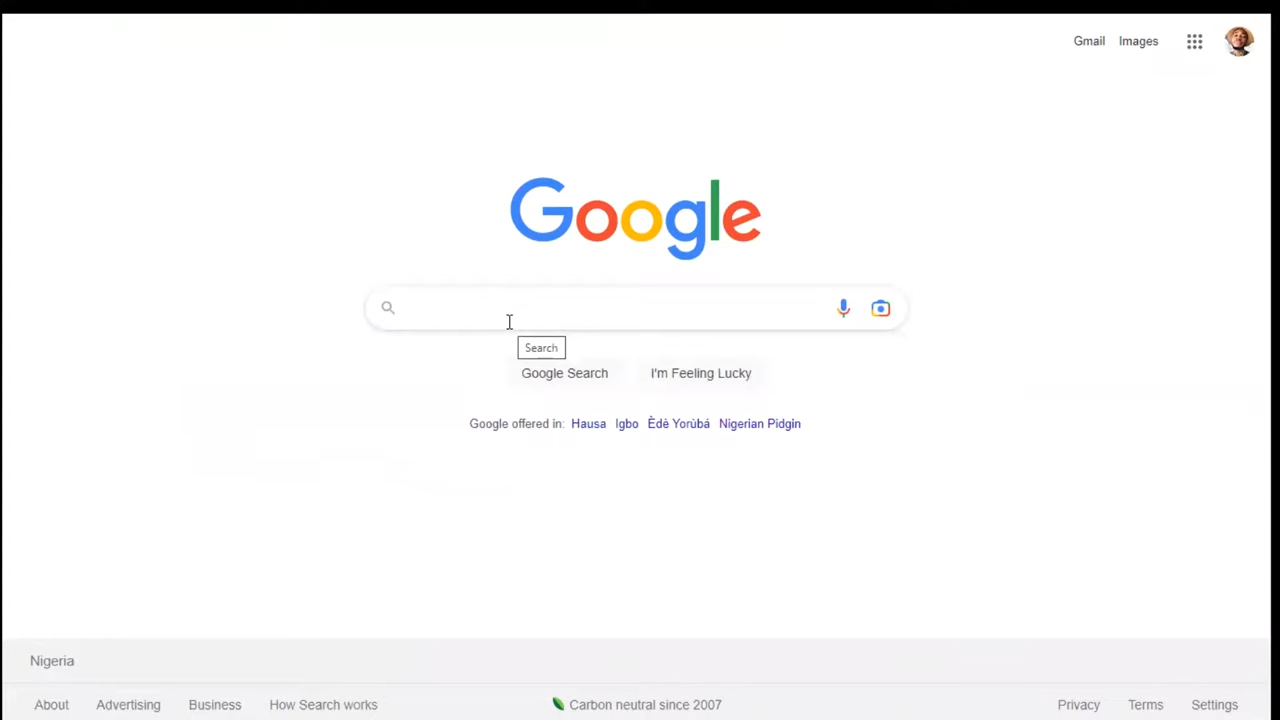 Gmail Images
Google
Search
Google Search I'm Feeling Lucky
Google offered in: Hausa Igbo Èdè Yorùbá Nigerian Pidgin
Nigeria
About Advertising Business How Search works Carbon neutral since 2007 Privacy Terms Settings